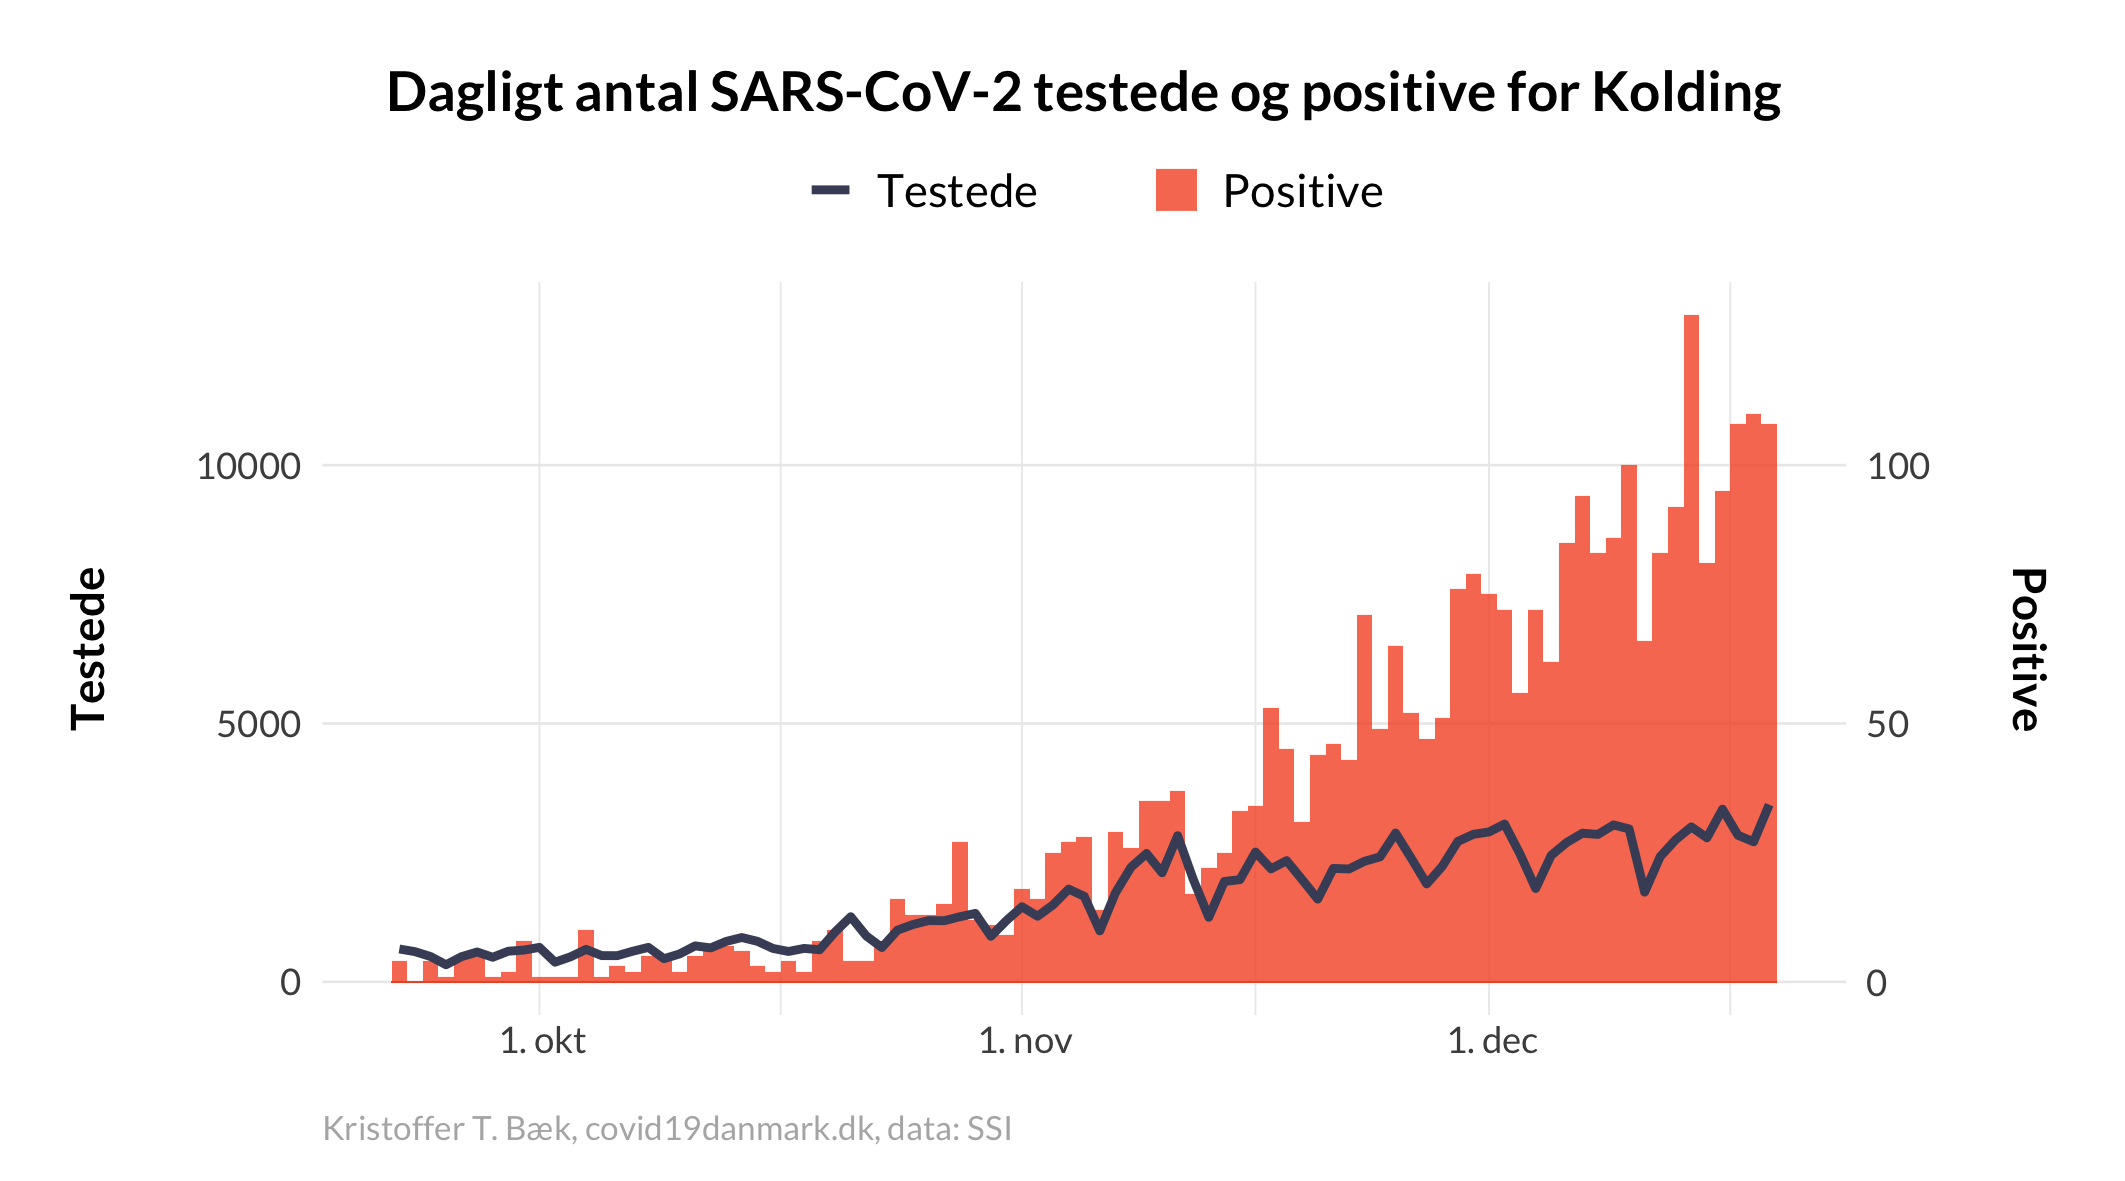 Dagligt antal SARS-CoV-2 testede og positive for Kolding
Testede
Positive
10000
5000
0
100
50
0
Testede
Positive
1. okt
1. nov
1. dec
Kristoffer T. Bæk, covid19danmark.dk, data: SSI